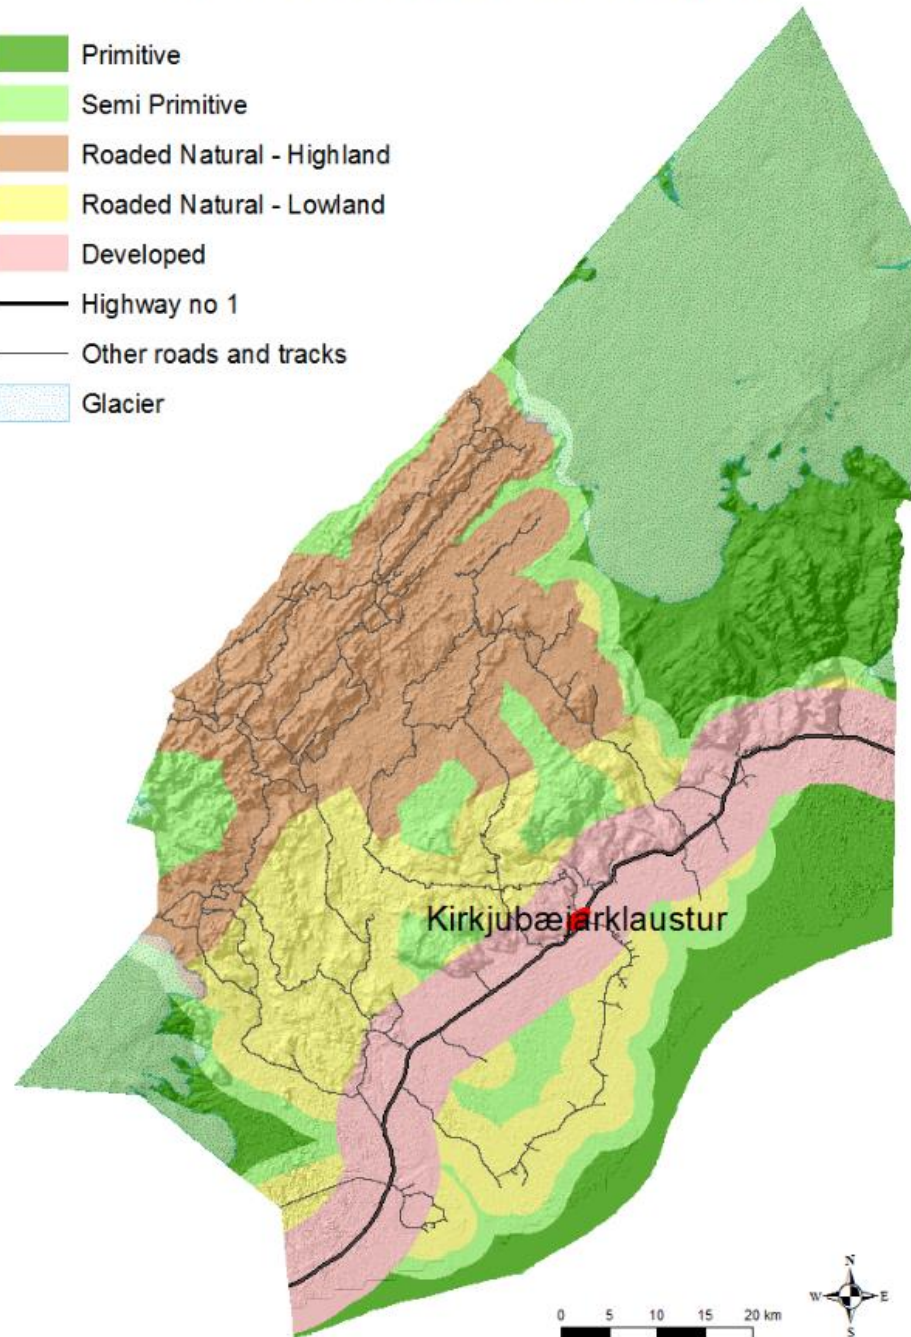 Primitive
Semi Primitive
Roaded Natural - Highland
Roaded Natural - Lowland
Developed
Highway no 1
Other roads and tracks
Glacier
Kirkjubæjarklaustur
N
W E
S
0 5 10 15 20 km